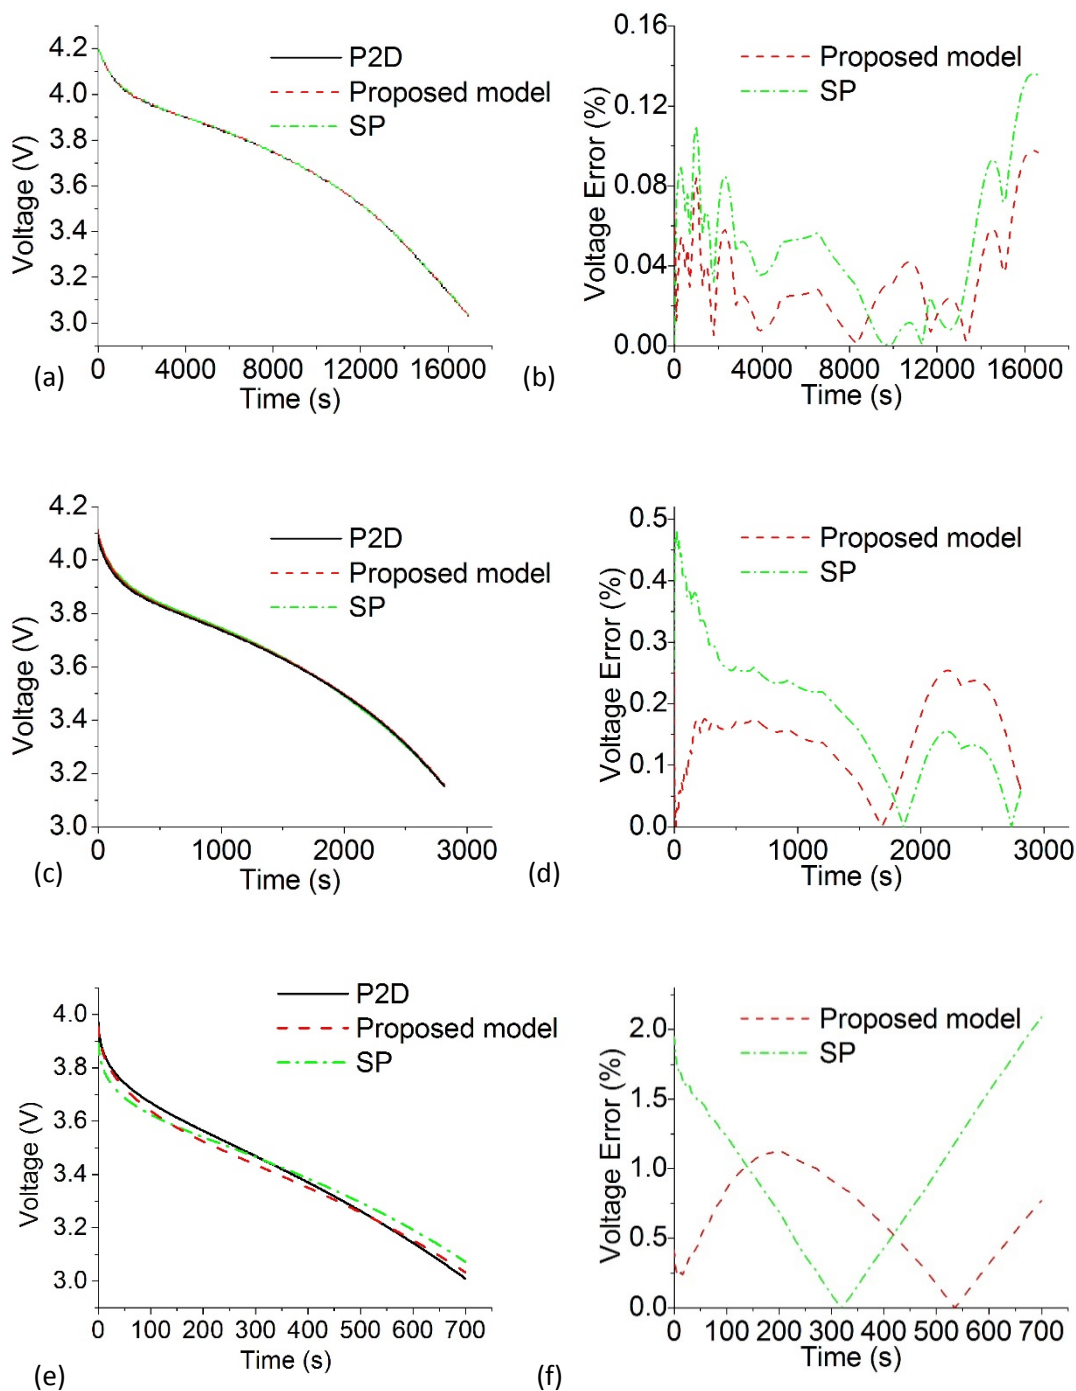 4.2
4.0
3.8
3.6
3.4
3.2
3.0
Voltage (V)
P2D
Proposed model
SP
0 4000 8000 12000 16000
Time (s)
(a)
0.16
0.12
0.08
0.04
0.00
Voltage Error (%)
Proposed model
SP
0 4000 8000 12000 16000
Time (s)
(b)
4.2
4.0
3.8
3.6
3.4
3.2
3.0
Voltage (V)
P2D
Proposed model
SP
0 1000 2000 3000
Time (s)
(c)
0.5
0.4
0.3
0.2
0.1
0.0
Voltage Error (%)
Proposed model
SP
0 1000 2000 3000
Time (s)
(d)
4.0
3.8
3.6
3.4
3.2
3.0
Voltage (V)
P2D
Proposed model
SP
0 100 200 300 400 500 600 700
Time (s)
(e)
2.0
1.5
1.0
0.5
0.0
Voltage Error (%)
Proposed model
SP
0 100 200 300 400 500 600 700
Time (s)
(f)